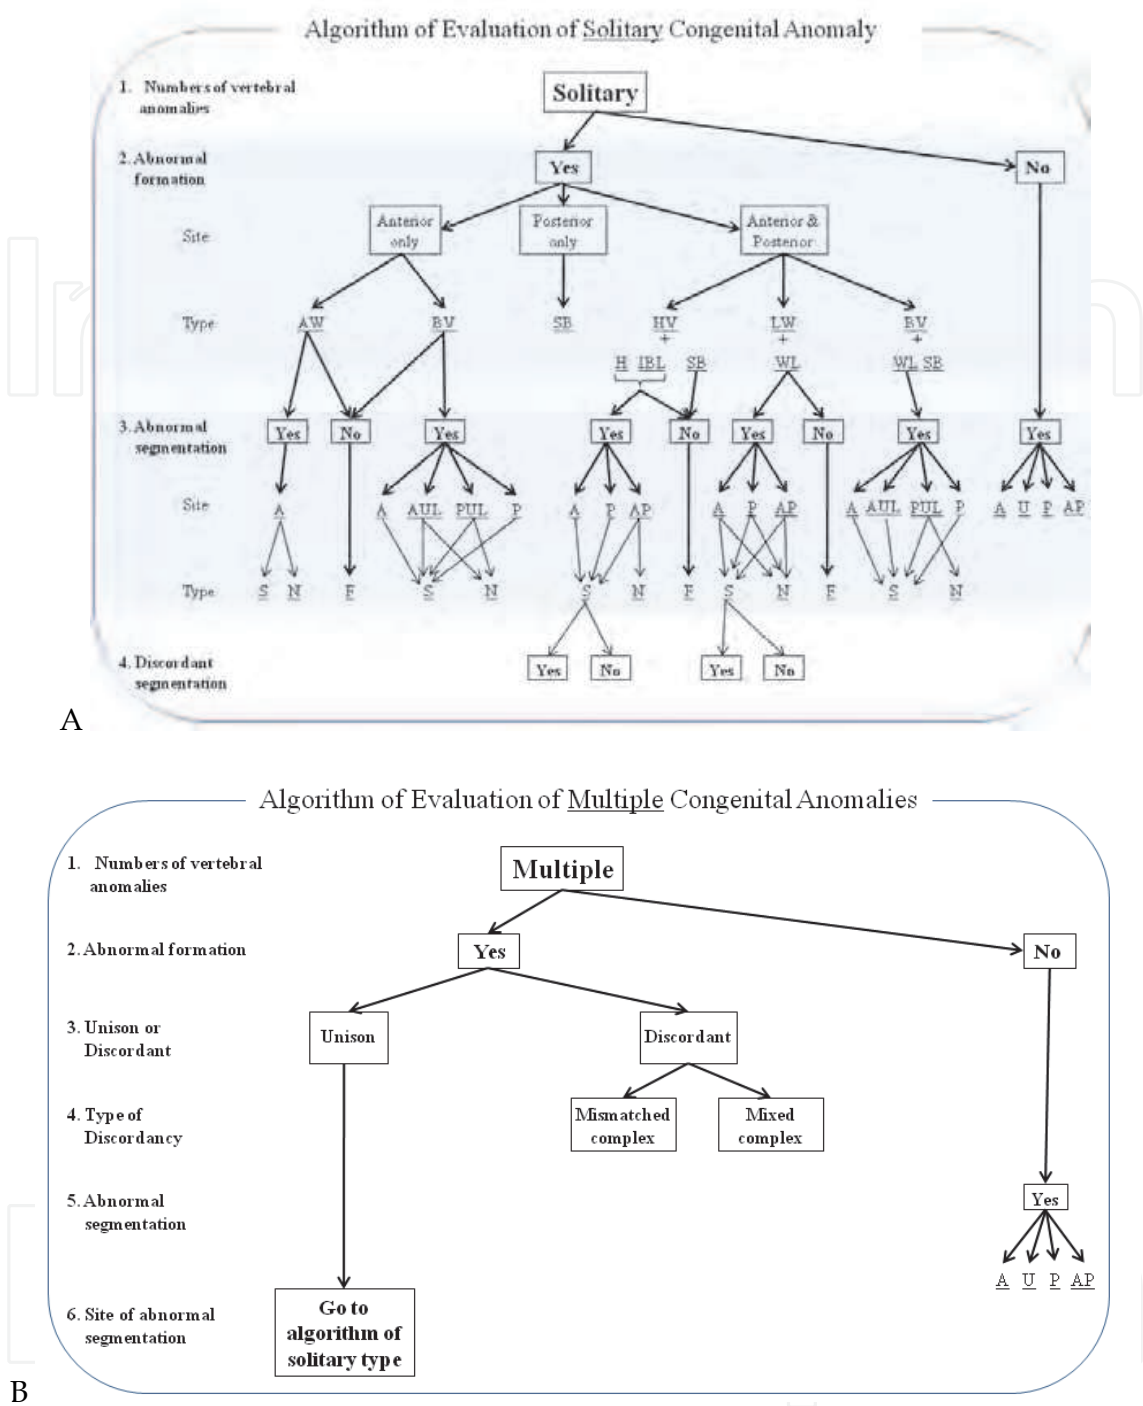 Algorithm of Evaluation of Solitary Congenital Anomaly
1. Numbers of vertebral
anomalies
Solitary
2. Abnormal
formation
Yes
No
Site
Anterior
only
Posterior
only
Anterior &
Posterior
Type
AW
BV
SB
HV
+
LW
+
BV
+
H IBL
SB
WL
WL SB
3. Abnormal
segmentation
Yes
No
Yes
Yes
No
Yes
No
Yes
Yes
Site
A
A
AUL
PUL
P
A
P
AP
A
P
AP
A
AUL
PUL
P
A
U
P
AP
Type
S
N
F
S
N
S
N
F
S
N
F
S
N
4. Discordant
segmentation
Yes
No
Yes
No
A
Algorithm of Evaluation of Multiple Congenital Anomalies
1. Numbers of vertebral
anomalies
Multiple
2. Abnormal formation
Yes
No
3. Unison or
Discordant
Unison
Discordant
4. Type of
Discordancy
Mismatched
complex
Mixed
complex
5. Abnormal
segmentation
Yes
A
U
P
AP
6. Site of abnormal
segmentation
Go to
algorithm of
solitary type
B